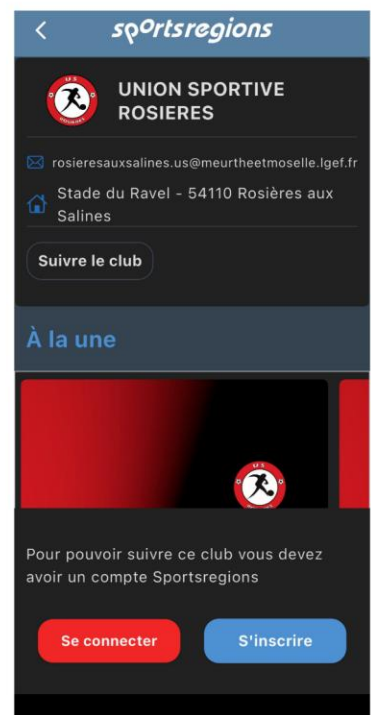 sportsregions
U S
ROSIERES
UNION SPORTIVE
ROSIERES
rosieresauxsalines.us@meurtheetmoselle.lgef.fr
Stade du Ravel - 54110 Rosières aux
Salines
Suivre le club
À la une
U S
Pour pouvoir suivre ce club vous devez
avoir un compte Sportsregions
Se connecter
S'inscrire